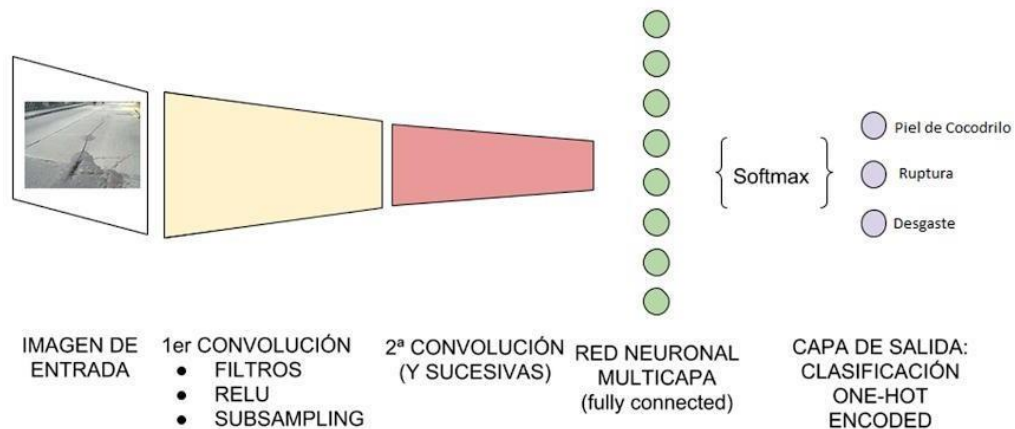 Piel de Cocodrilo
Softmax
Ruptura
Desgaste
IMAGEN DE
ENTRADA
1er CONVOLUCIÓN
● FILTROS
● RELU
● SUBSAMPLING
2ª CONVOLUCIÓN
(Y SUCESIVAS)
RED NEURONAL
MULTICAPA
(fully connected)
CAPA DE SALIDA:
CLASIFICACIÓN
ONE-HOT
ENCODED